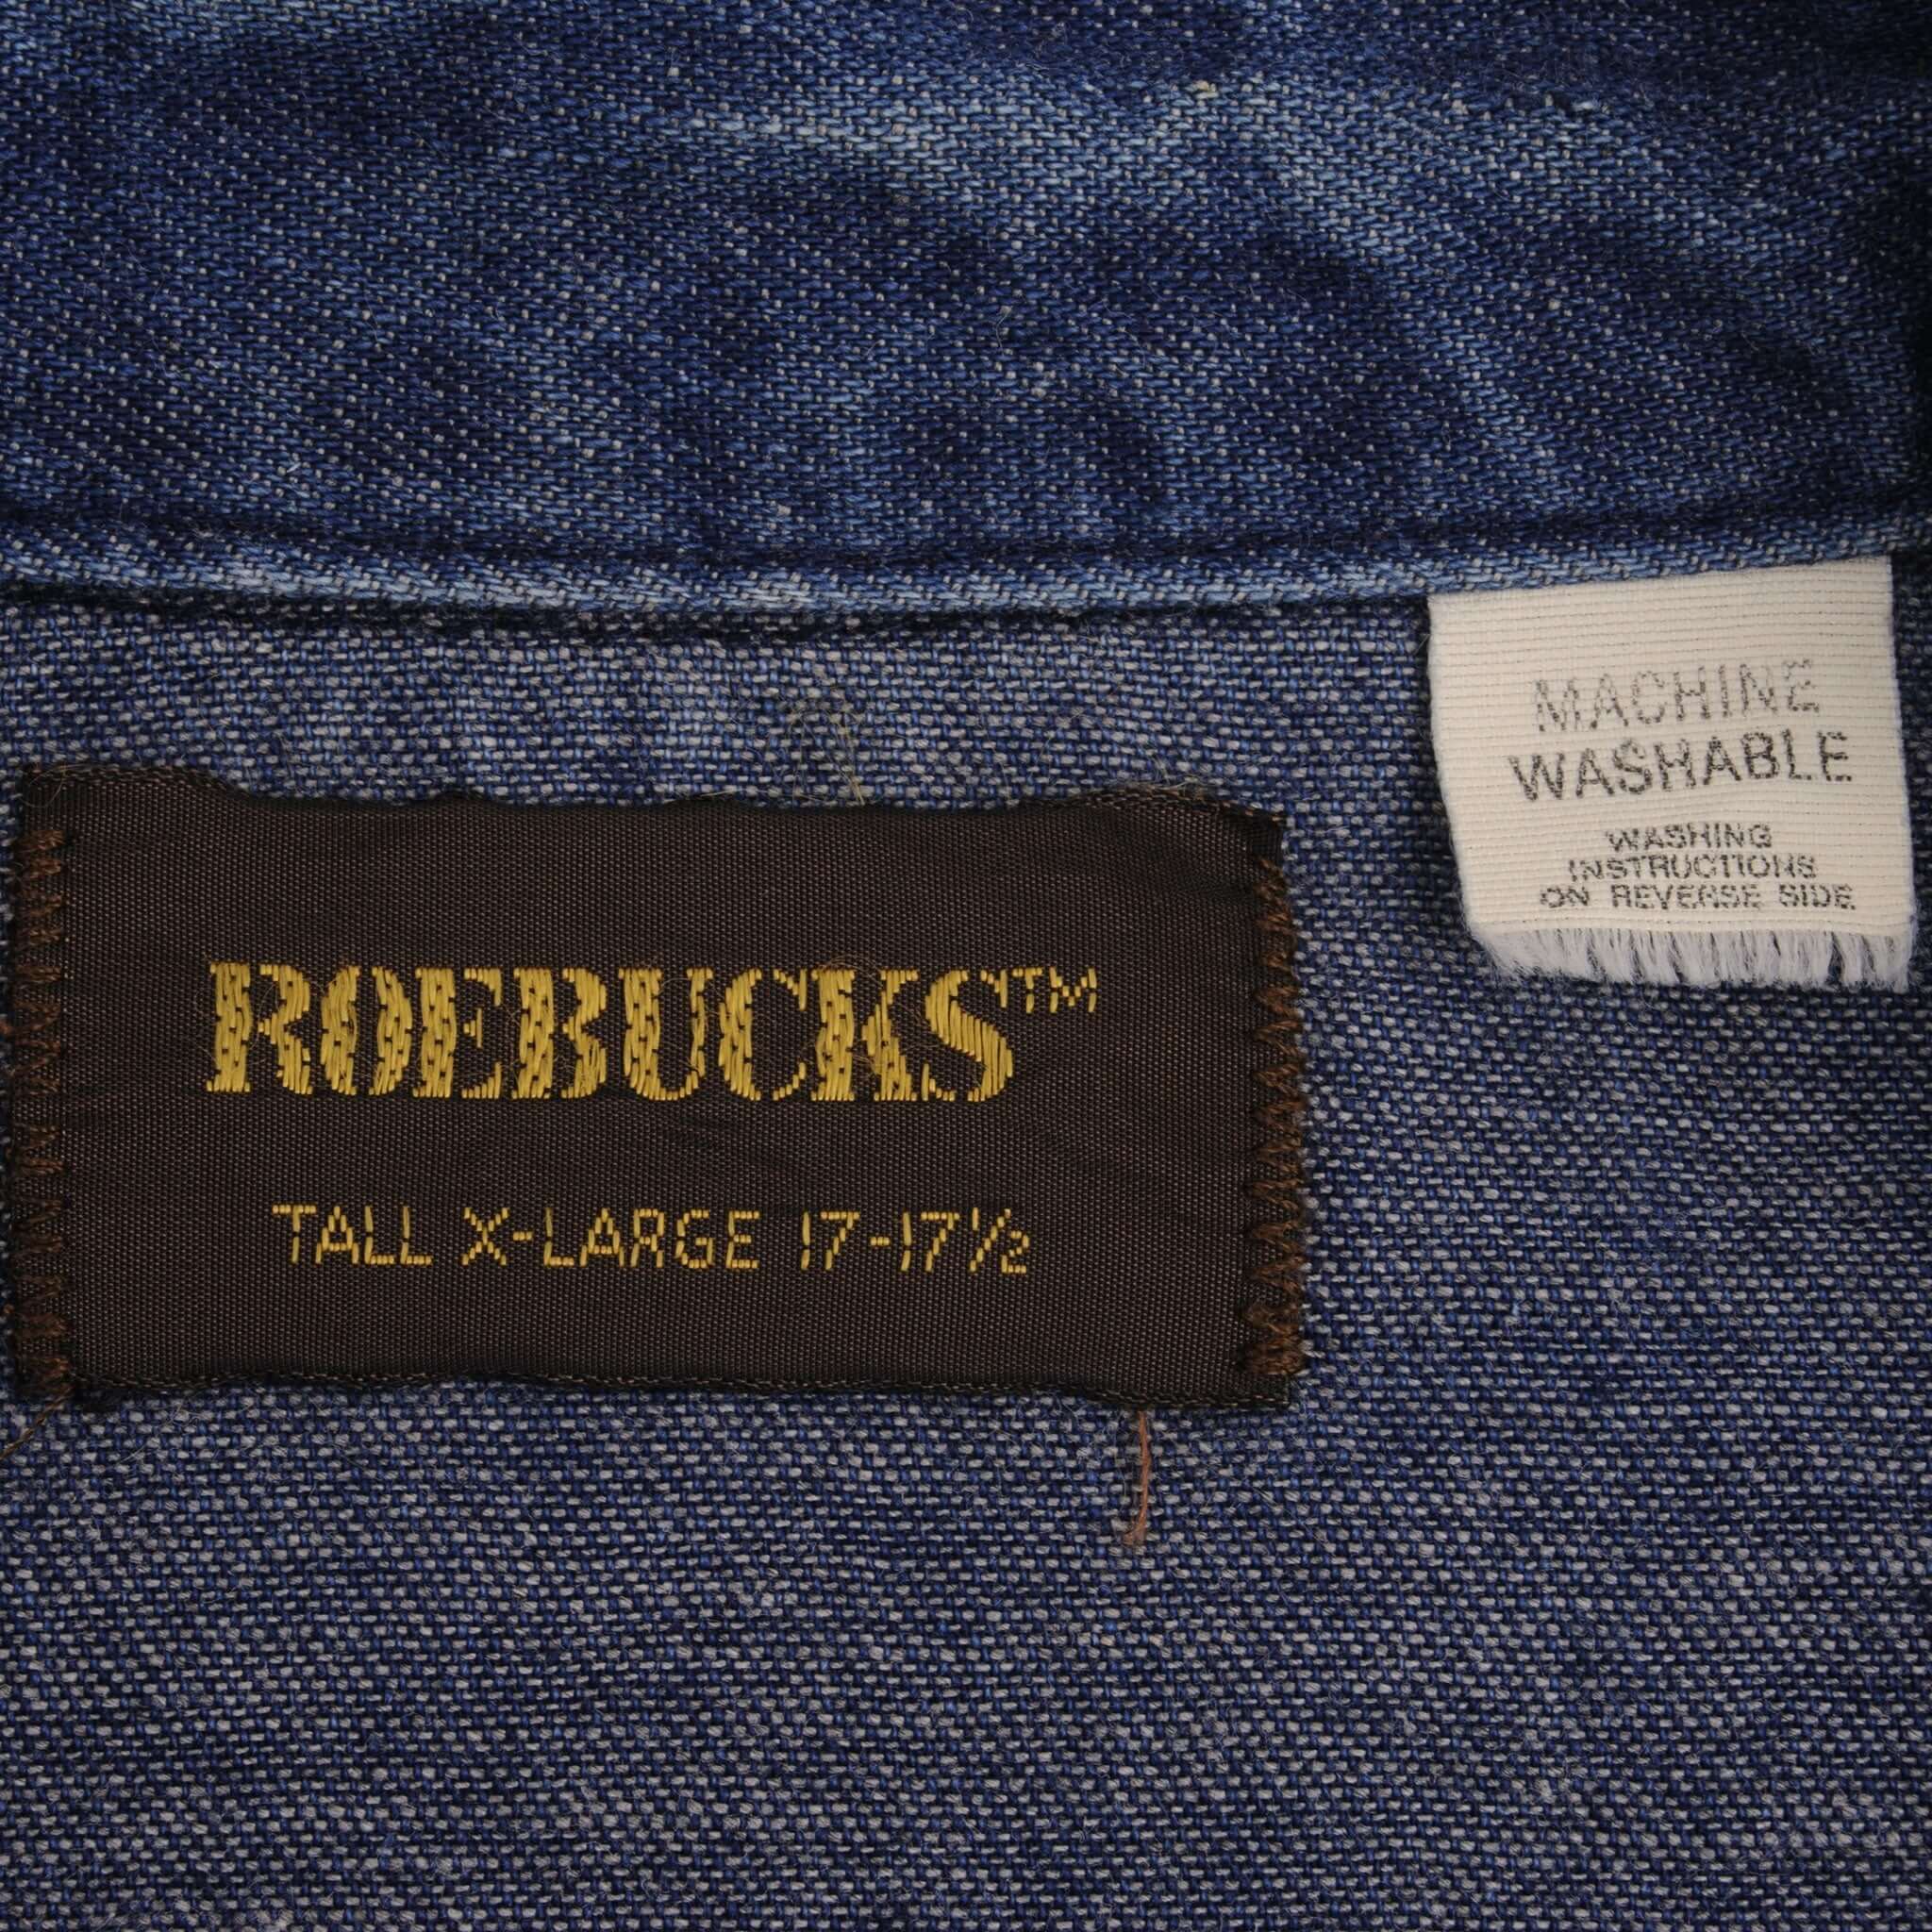 MACHINE
WASHABLE
WASHING
INSTRUCTIONS
ON REVERSE SIDE
ROEBUCKS™
TALL X-LARGE 17-17½